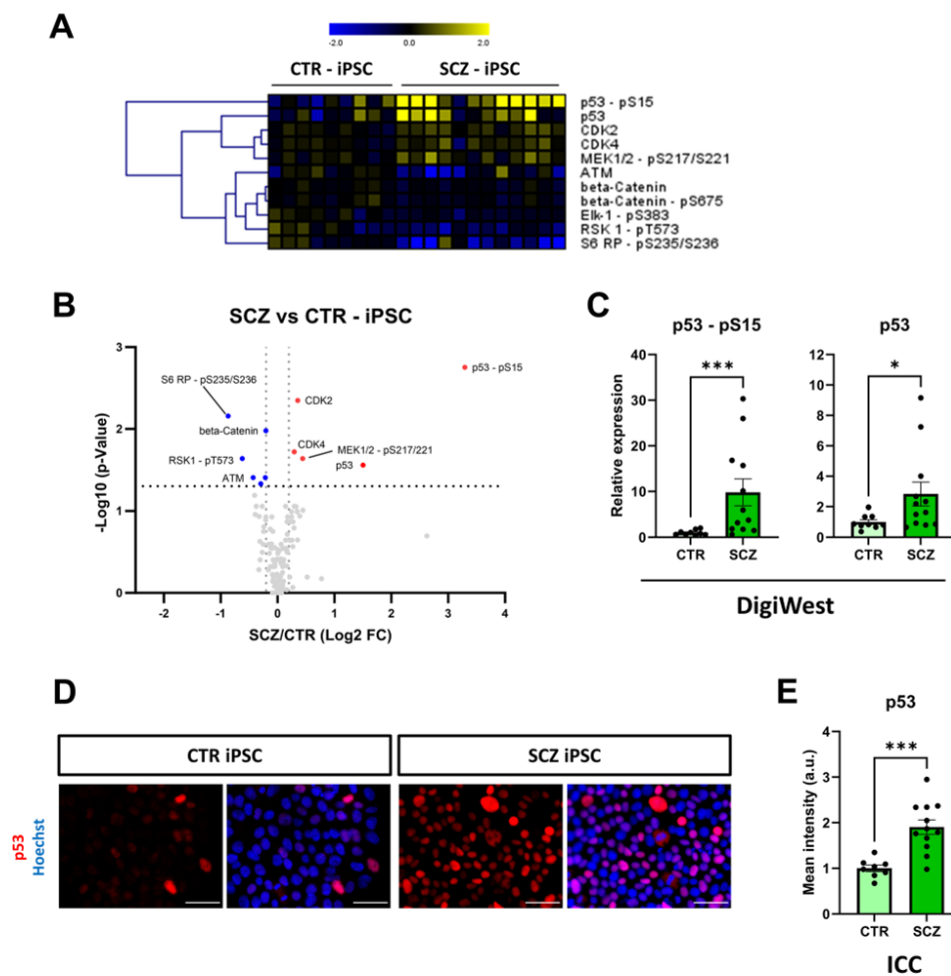 A
-2.0 0.0 2.0
CTR - iPSC SCZ - iPSC
p53 - pS15
p53
CDK2
CDK4
MEK1/2 - pS217/S221
ATM
beta-Catenin
beta-Catenin - pS675
Elk-1 - pS383
RSK 1 - pT573
S6 RP - pS235/S236
B
SCZ vs CTR - iPSC
3
2
1
0
-Log10 (p-Value)
S6 RP - pS235/S236
beta-Catenin
RSK1 - pT573
ATM
p53 - pS15
CDK2
CDK4
MEK1/2 - pS217/221
p53
-2 -1 0 1 2 3 4
SCZ/CTR (Log2 FC)
C
p53 - pS15
Relative expression
40
30
20
10
0
***
CTR SCZ
p53
12
10
8
6
4
2
0
*
CTR SCZ
DigiWest
D
CTR iPSC SCZ iPSC
p53
Hoechst
E
p53
Mean intensity (a.u.)
4
3
2
1
0
***
CTR SCZ
ICC